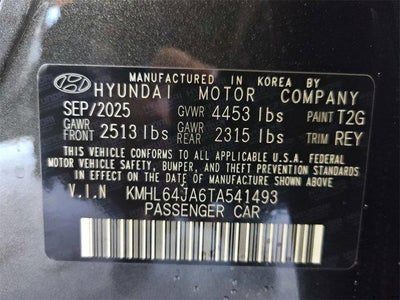 MANUFACTURED IN KOREA BY
HYUNDAI MOTOR COMPANY
SEP/2025 GVWR 4453 lbs PAINT T2G
GAWR FRONT 2513 lbs GAWR REAR 2315 lbs TRIM REY
THIS VEHICLE CONFORMS TO ALL APPLICABLE U.S.A. FEDERAL
MOTOR VEHICLE SAFETY, BUMPER, AND THEFT PREVENTION STANDARDS
IN EFFECT ON THE DATE OF MANUFACTURE SHOWN ABOVE.
V.I.N KMHL64JA6TA541493
PASSENGER CAR